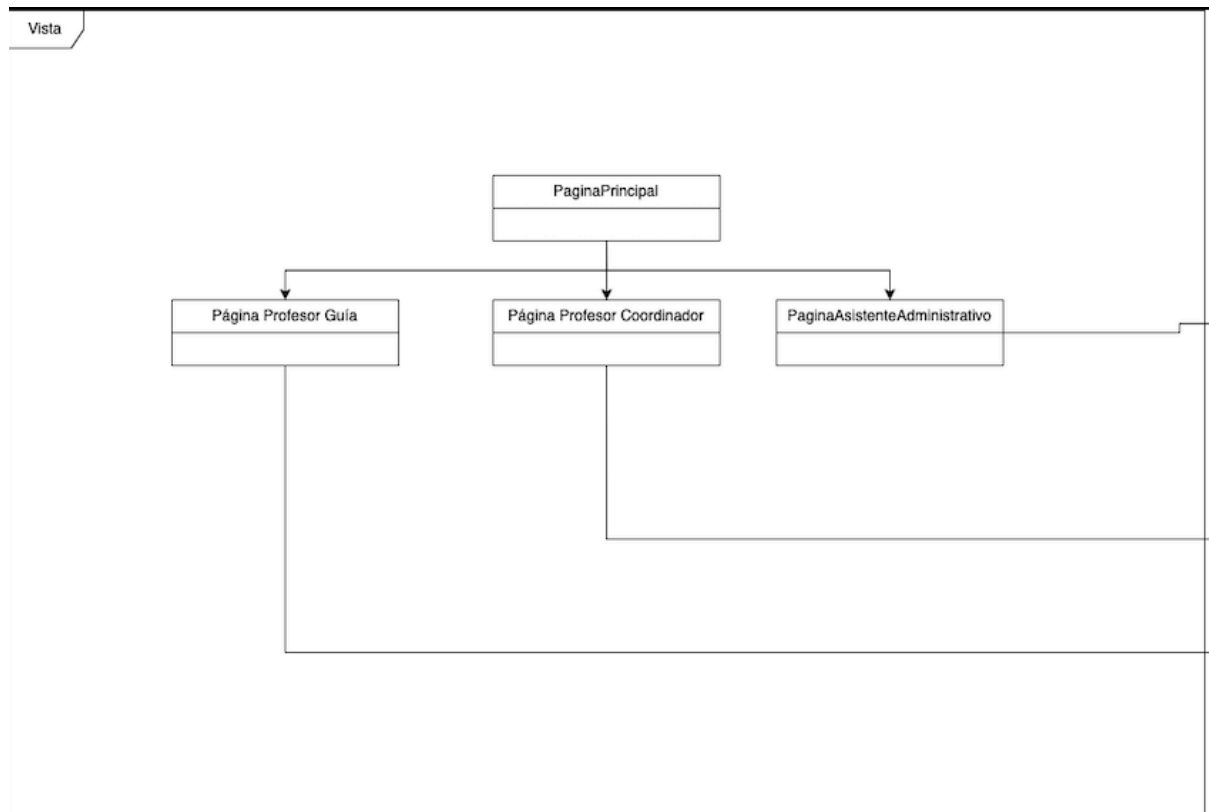 Vista
PaginaPrincipal
Página Profesor Guía
Página Profesor Coordinador
PaginaAsistenteAdministrativo